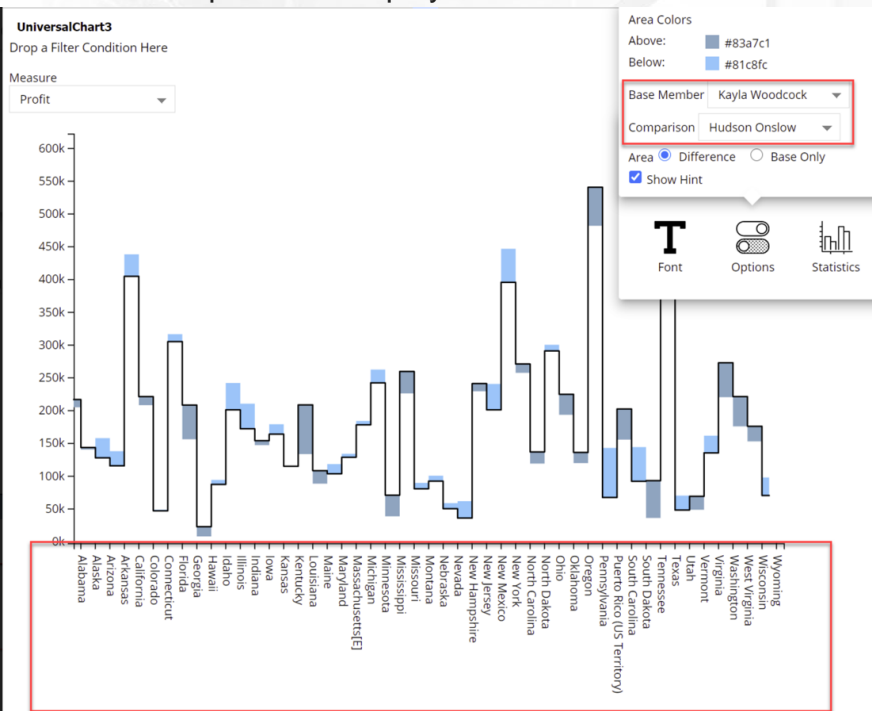 UniversalChart3
Drop a Filter Condition Here
Measure
Profit
Area Colors
Above: #83a7c1
Below: #81c8fc
Base Member Kayla Woodcock
Comparison Hudson Onslow
Area Difference Base Only
Show Hint
Font Options Statistics
600k
550k
500k
450k
400k
350k
300k
250k
200k
150k
100k
50k
0k
Alabama
Alaska
Arizona
Arkansas
California
Colorado
Connecticut
Florida
Georgia
Hawaii
Idaho
Illinois
Indiana
Iowa
Kansas
Kentucky
Louisiana
Maine
Maryland
Massachusetts[E]
Michigan
Minnesota
Mississippi
Missouri
Montana
Nebraska
Nevada
New Hampshire
New Jersey
New Mexico
New York
North Carolina
North Dakota
Ohio
Oklahoma
Oregon
Pennsylvania
Puerto Rico (US Territory)
South Carolina
South Dakota
Tennessee
Texas
Utah
Vermont
Virginia
Washington
West Virginia
Wisconsin
Wyoming